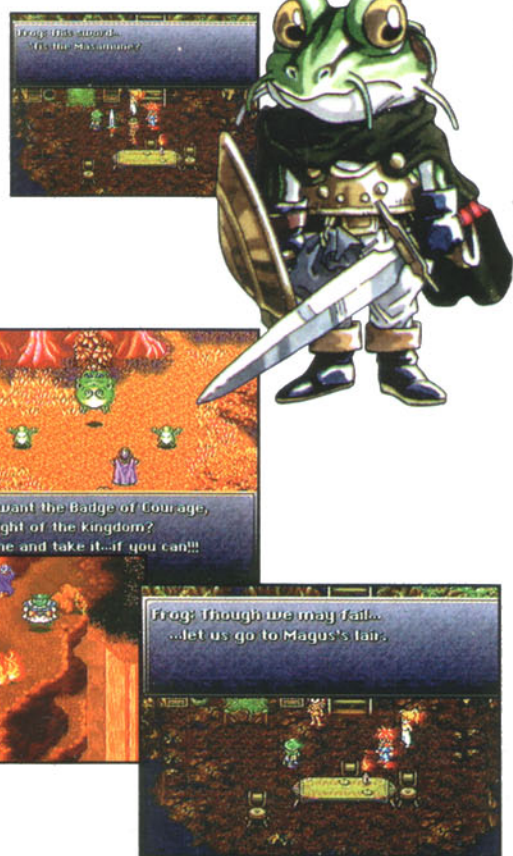 Frog: This sword...
'Tis the Masamune?
want the Badge of Courage,
ght of the kingdom?
me and take it...if you can!!!
Frog: Though we may fail...
...let us go to Magus's lair.